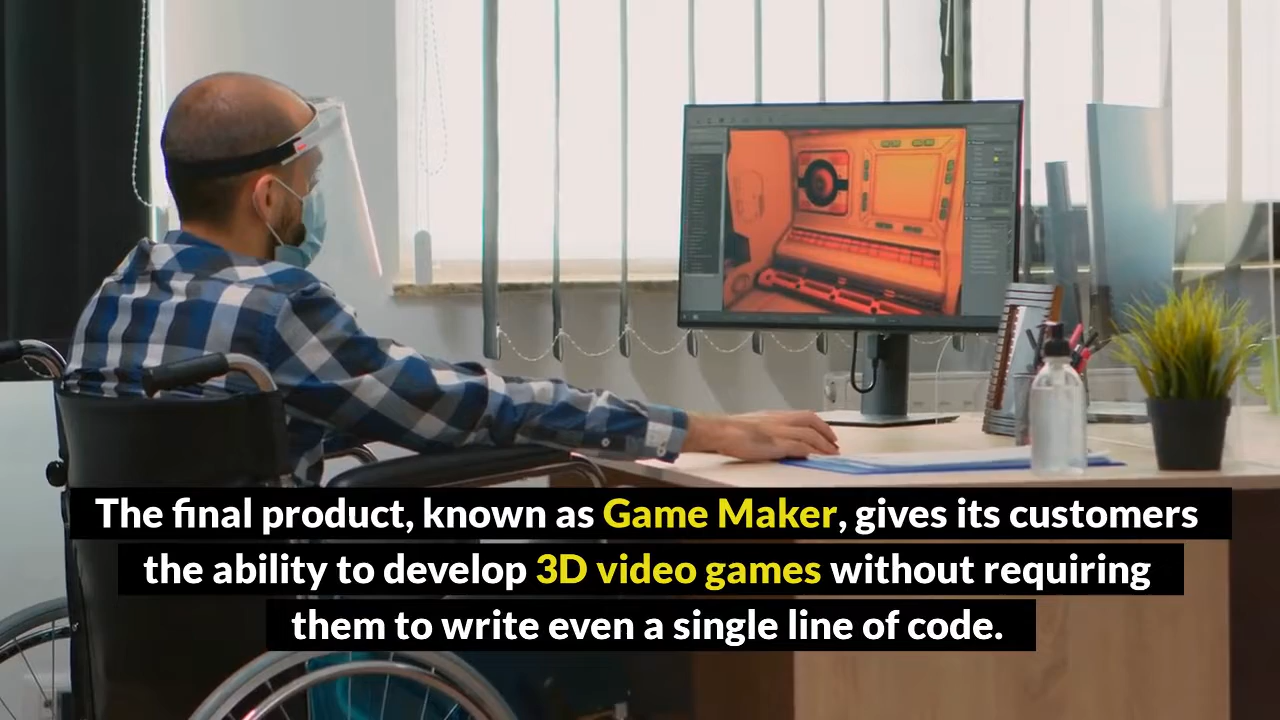 The final product, known as Game Maker, gives its customers
the ability to develop 3D video games without requiring
them to write even a single line of code.